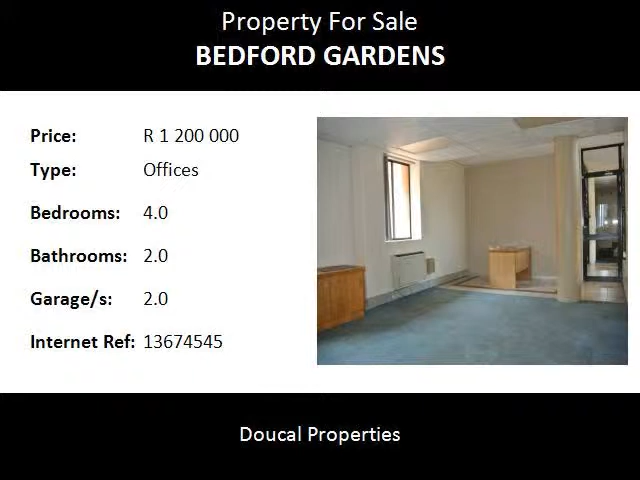 Property For Sale
BEDFORD GARDENS
Price: R 1 200 000
Type: Offices
Bedrooms: 4.0
Bathrooms: 2.0
Garage/s: 2.0
Internet Ref: 13674545
Doucal Properties